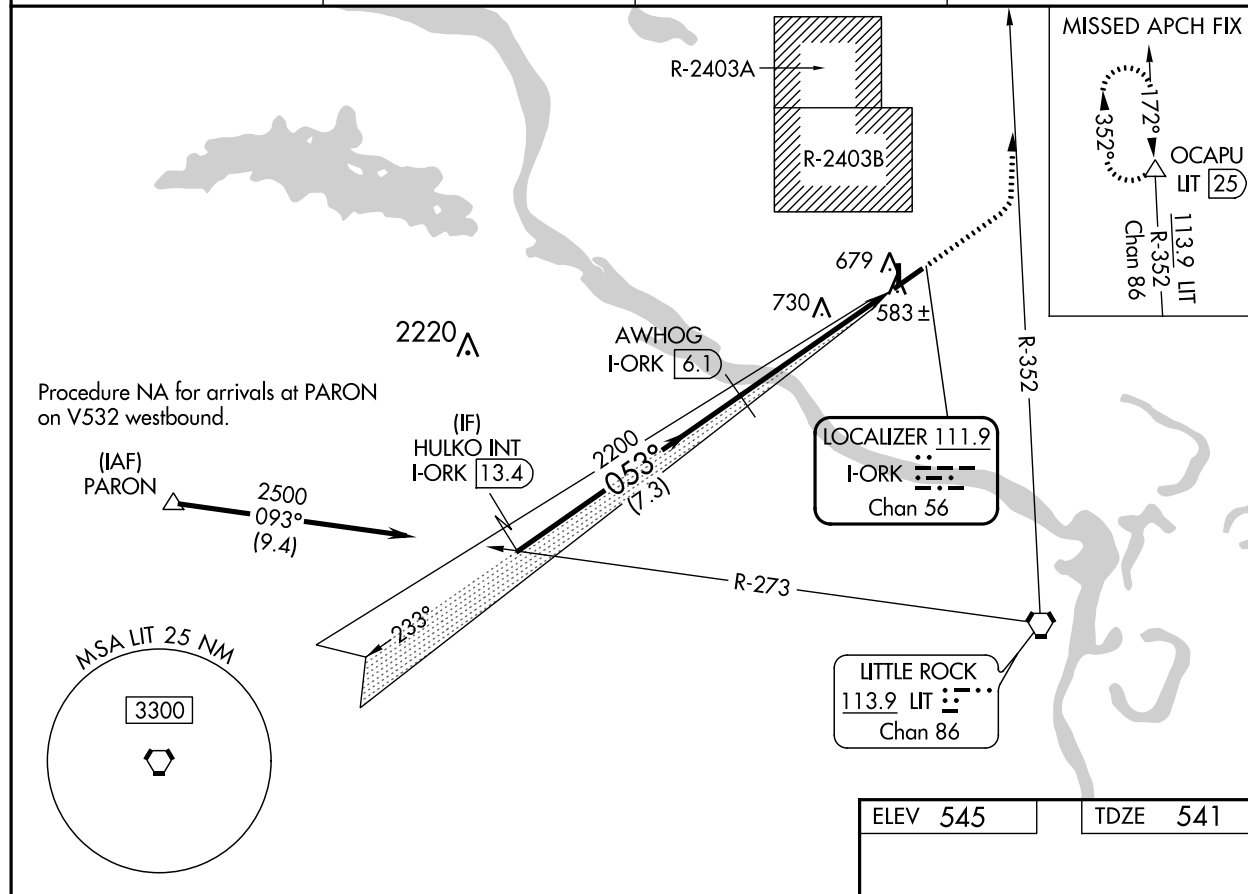 MISSED APCH FIX
172°
352°
OCAPU
LIT 25
113.9 LIT
R-352
Chan 86
R-2403A
R-2403B
679
730
583 ±
2220
AWHOG
I-ORK 6.1
R-352
Procedure NA for arrivals at PARON
on V532 westbound.
(IF)
HULKO INT
I-ORK 13.4
2200
053°
(7.3)
LOCALIZER 111.9
I-ORK
Chan 56
(IAF)
PARON
2500
093°
(9.4)
R-273
233°
MSA LIT 25 NM
3300
LITTLE ROCK
113.9 LIT
Chan 86
ELEV 545
TDZE 541